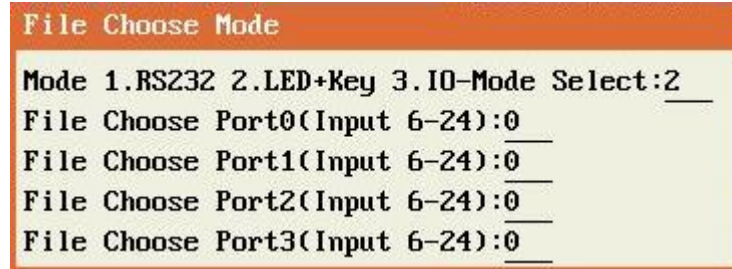 File Choose Mode
Mode 1.RS232 2.LED+Key 3.IO-Mode Select:2
File Choose Port0(Input 6-24):0
File Choose Port1(Input 6-24):0
File Choose Port2(Input 6-24):0
File Choose Port3(Input 6-24):0